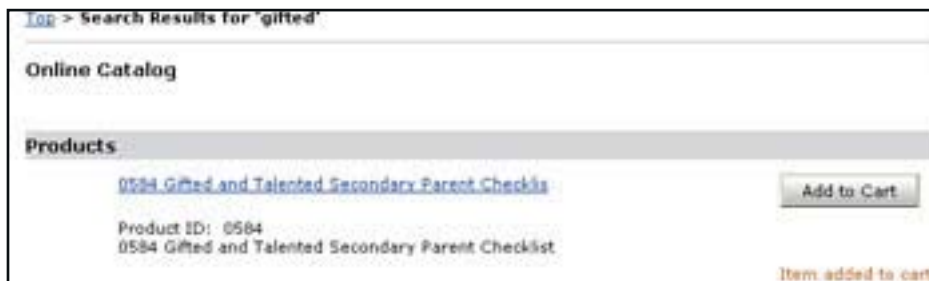 Top > Search Results for 'gifted'
Online Catalog
Products
0584 Gifted and Talented Secondary Parent Checklis
Add to Cart
Product ID: 0584
0584 Gifted and Talented Secondary Parent Checklist
Item added to cart